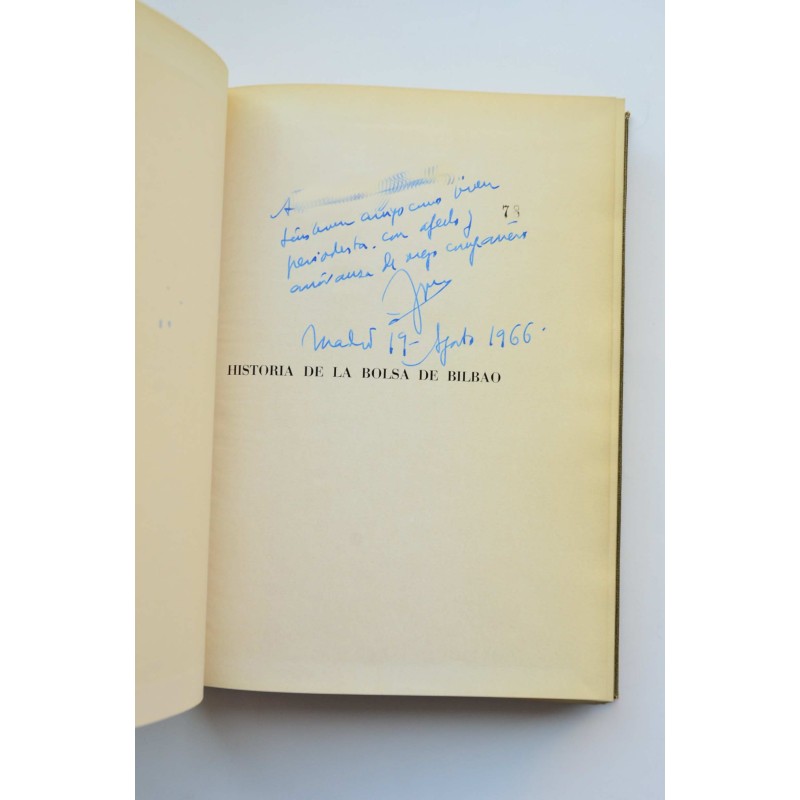 A
tan buen amigo como buen
78
periodista. con afecto y
añoranza de viejo compañero
Madrid 19 - Agosto 1966.
HISTORIA DE LA BOLSA DE BILBAO